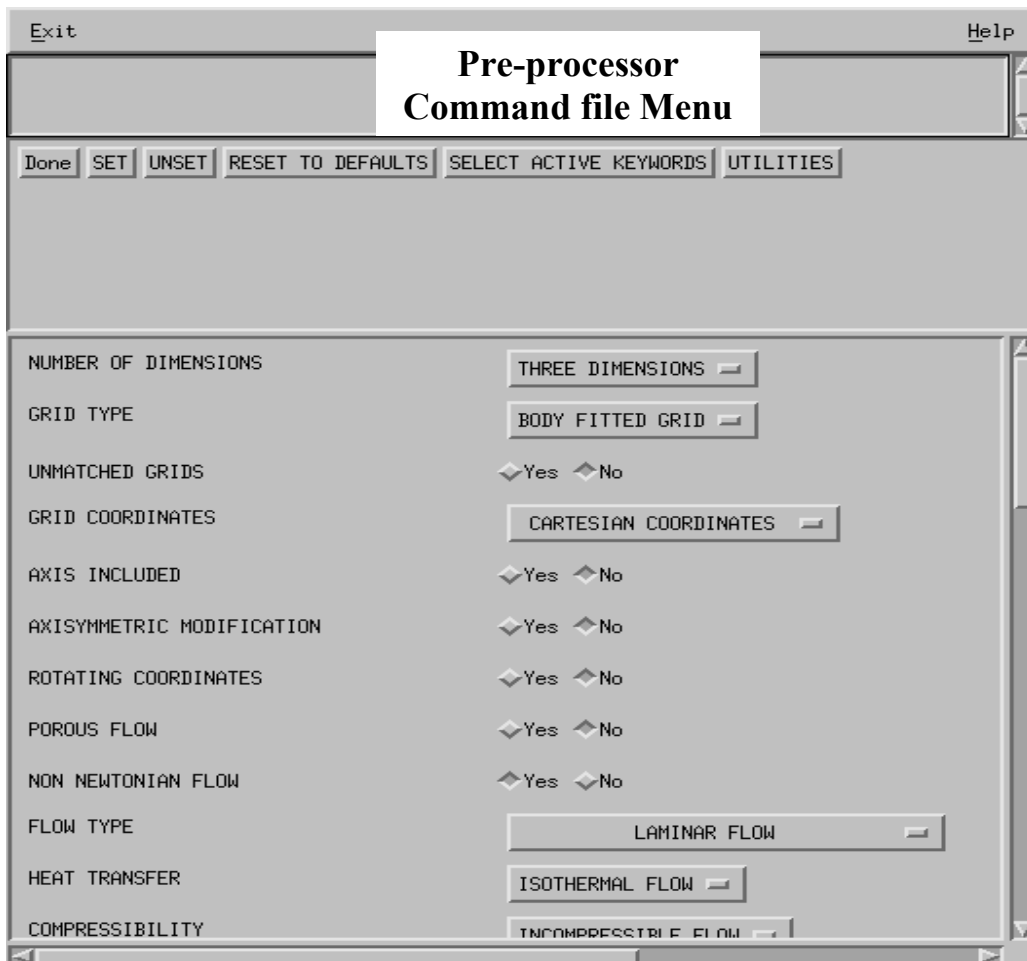 Exit Help
Pre-processor
Command file Menu
Done SET UNSET RESET TO DEFAULTS SELECT ACTIVE KEYWORDS UTILITIES
NUMBER OF DIMENSIONS THREE DIMENSIONS
GRID TYPE BODY FITTED GRID
UNMATCHED GRIDS Yes No
GRID COORDINATES CARTESIAN COORDINATES
AXIS INCLUDED Yes No
AXISYMMETRIC MODIFICATION Yes No
ROTATING COORDINATES Yes No
POROUS FLOW Yes No
NON NEWTONIAN FLOW Yes No
FLOW TYPE LAMINAR FLOW
HEAT TRANSFER ISOTHERMAL FLOW
COMPRESSIBILITY INCOMPRESSIBLE FLOW